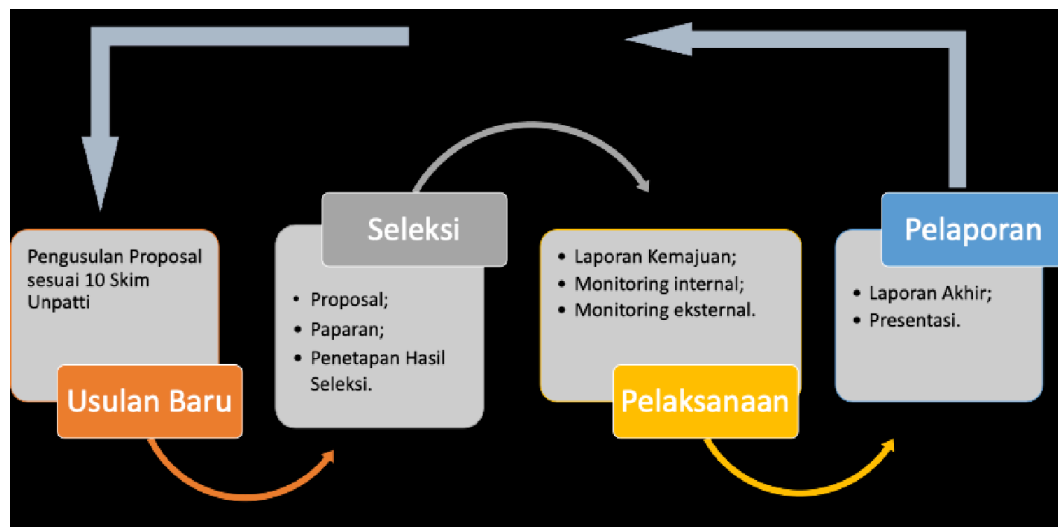 Pengusulan Proposal
sesuai 10 Skim
Unpatti
Usulan Baru
Seleksi
• Proposal;
• Paparan;
• Penetapan Hasil
Seleksi.
• Laporan Kemajuan;
• Monitoring internal;
• Monitoring eksternal.
Pelaksanaan
Pelaporan
• Laporan Akhir;
• Presentasi.